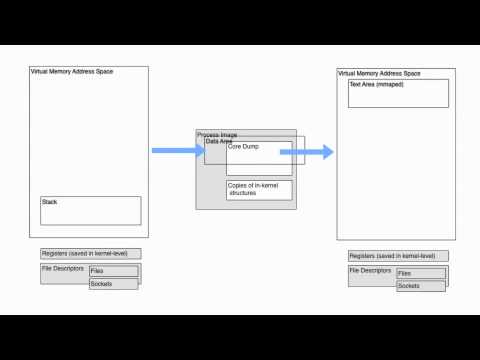 Virtual Memory Address Space
Stack
Registers (saved in kernel-level)
File Descriptors
Files
Sockets
Process Image
Data Area
Core Dump
Copies of in-kernel
structures
Virtual Memory Address Space
Text Area (mmaped)
Registers (saved in kernel-level)
File Descriptors
Files
Sockets